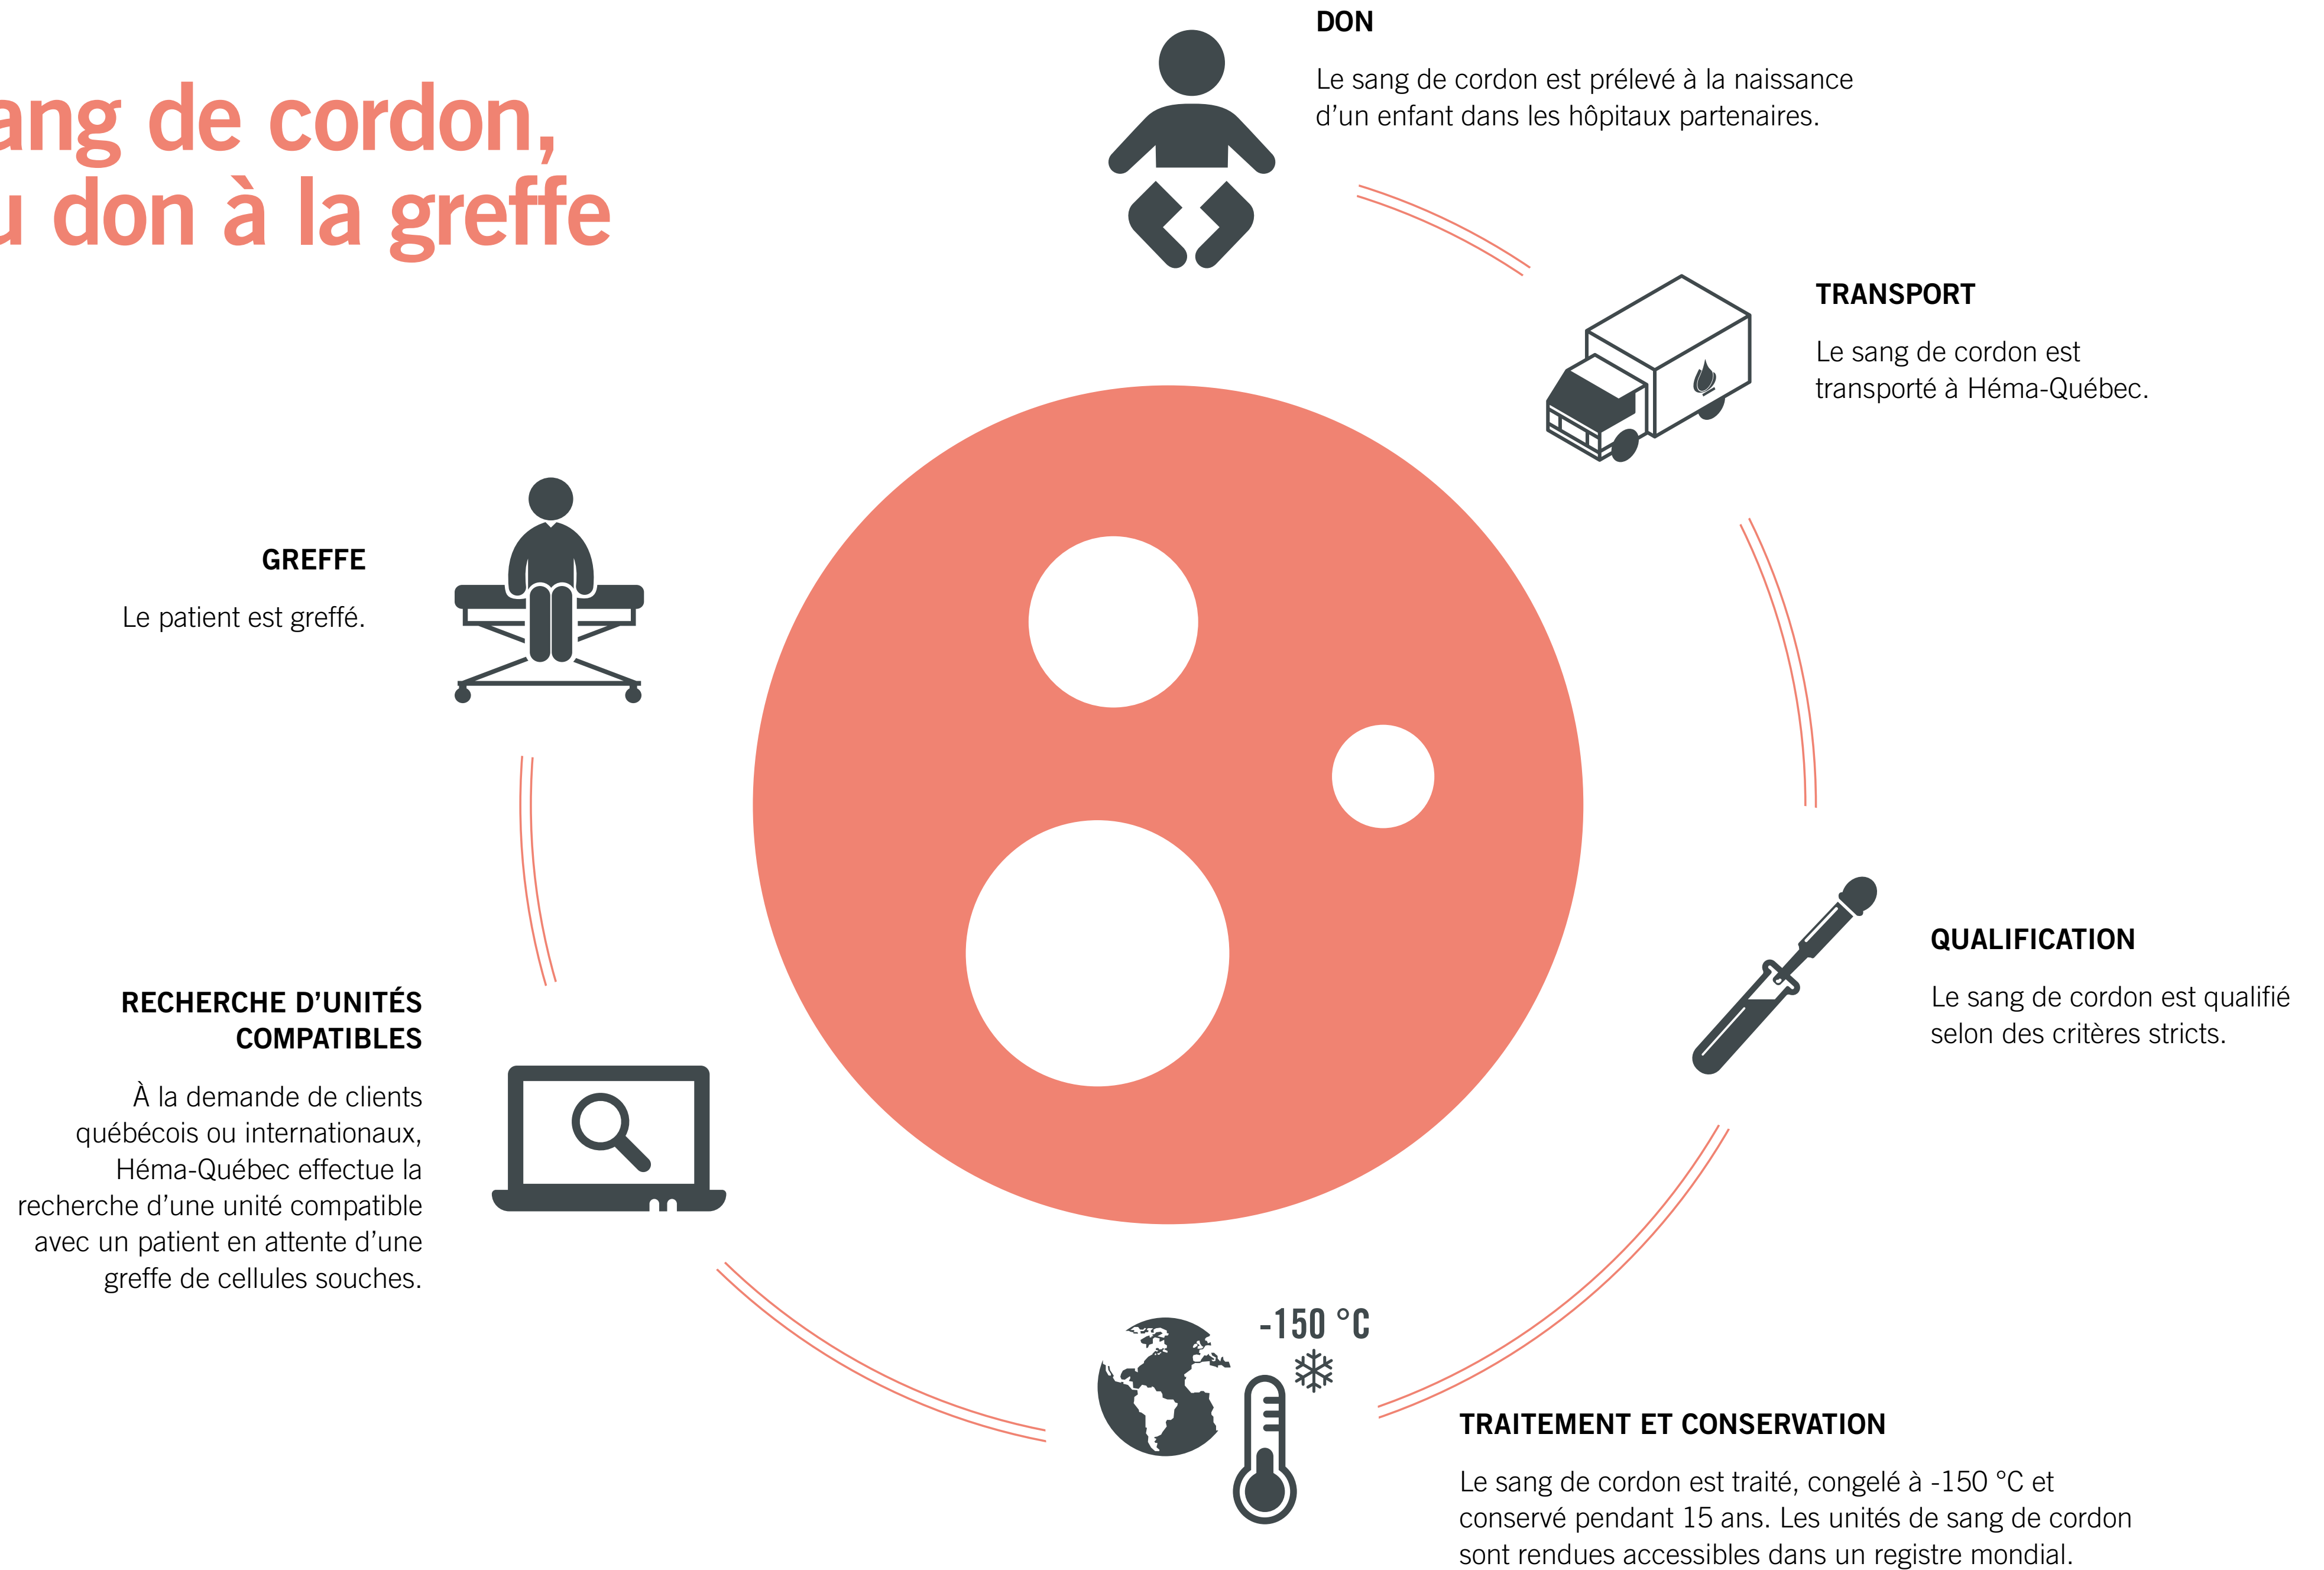 ang de cordon,
u don à la greffe
DON
Le sang de cordon est prélevé à la naissance
d’un enfant dans les hôpitaux partenaires.
TRANSPORT
Le sang de cordon est
transporté à Héma-Québec.
QUALIFICATION
Le sang de cordon est qualifié
selon des critères stricts.
-150 °C
TRAITEMENT ET CONSERVATION
Le sang de cordon est traité, congelé à -150 °C et
conservé pendant 15 ans. Les unités de sang de cordon
sont rendues accessibles dans un registre mondial.
RECHERCHE D’UNITÉS
COMPATIBLES
À la demande de clients
québécois ou internationaux,
Héma-Québec effectue la
recherche d’une unité compatible
avec un patient en attente d’une
greffe de cellules souches.
GREFFE
Le patient est greffé.